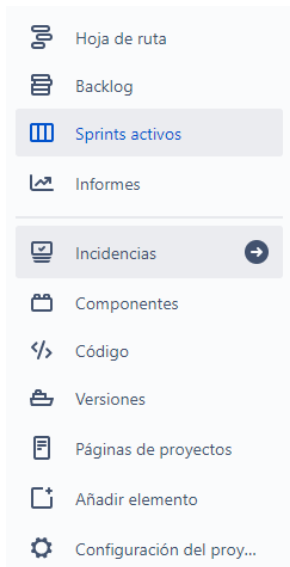 Hoja de ruta
Backlog
Sprints activos
Informes
Incidencias
Componentes
Código
Versiones
Páginas de proyectos
Añadir elemento
Configuración del proy...